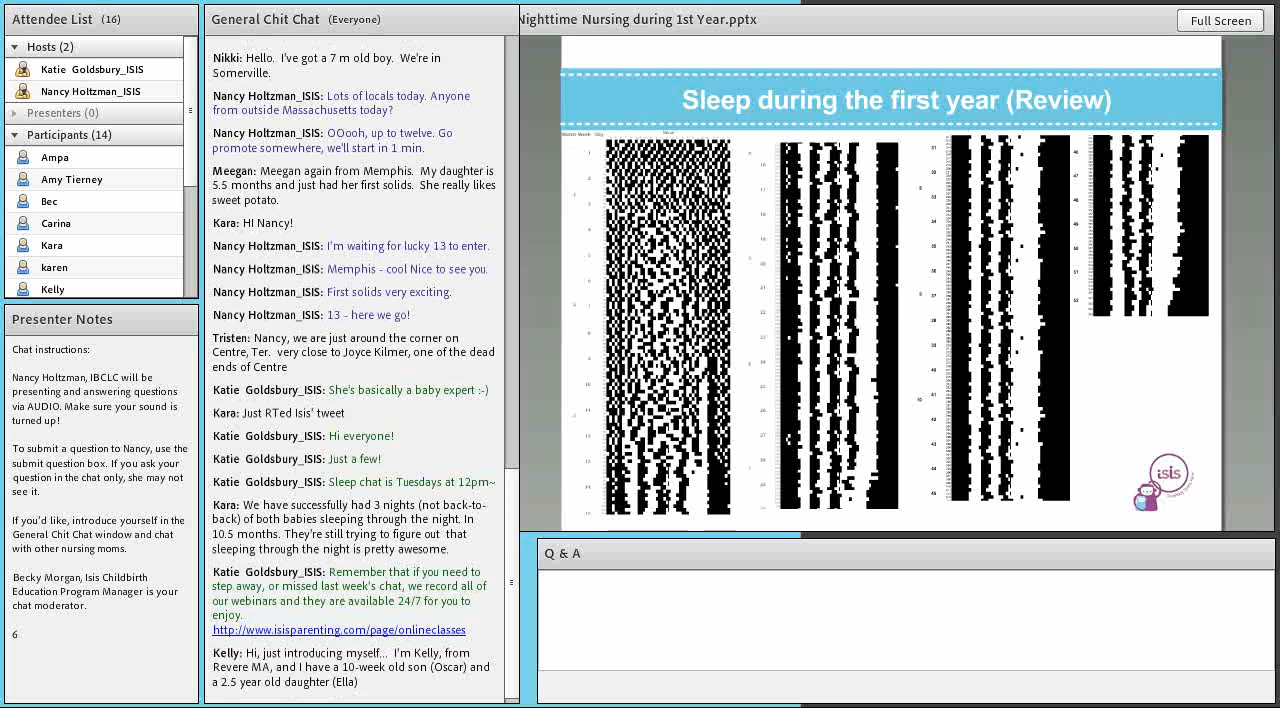 Attendee List (16)
Hosts (2)
Katie Goldsbury_ISIS
Nancy Holtzman_ISIS
Presenters (0)
Participants (14)
Ampa
Amy Tierney
Bec
Carina
Kara
karen
Kelly
Presenter Notes
Chat instructions:
Nancy Holtzman, IBCLC will be
presenting and answering questions
via AUDIO. Make sure your sound is
turned up!
To submit a question to Nancy, use the
submit question box. If you ask your
question in the chat only, she may not
see it.
If you'd like, introduce yourself in the
General Chit Chat window and chat
with other nursing moms.
Becky Morgan, Isis Childbirth
Education Program Manager is your
chat moderator.
6
General Chit Chat (Everyone)
Nikki: Hello. I've got a 7 m old boy. We're in
Somerville.
Nancy Holtzman_ISIS: Lots of locals today. Anyone
from outside Massachusetts today?
Nancy Holtzman_ISIS: OOooh, up to twelve. Go
promote somewhere, we'll start in 1 min.
Meegan: Meegan again from Memphis. My daughter is
5.5 months and just had her first solids. She really likes
sweet potato.
Kara: HI Nancy!
Nancy Holtzman_ISIS: I'm waiting for lucky 13 to enter.
Nancy Holtzman_ISIS: Memphis - cool Nice to see you.
Nancy Holtzman_ISIS: First solids very exciting.
Nancy Holtzman_ISIS: 13 - here we go!
Tristen: Nancy, we are just around the corner on
Centre, Ter. very close to Joyce Kilmer, one of the dead
ends of Centre
Katie Goldsbury_ISIS: She's basically a baby expert :-)
Kara: Just RTed Isis' tweet
Katie Goldsbury_ISIS: Hi everyone!
Katie Goldsbury_ISIS: Just a few!
Katie Goldsbury_ISIS: Sleep chat is Tuesdays at 12pm~
Kara: We have successfully had 3 nights (not back-to-
back) of both babies sleeping through the night. In
10.5 months. They're still trying to figure out that
sleeping through the night is pretty awesome.
Katie Goldsbury_ISIS: Remember that if you need to
step away, or missed last week's chat, we record all of
our webinars and they are available 24/7 for you to
enjoy.
http://www.isisparenting.com/page/onlineclasses
Kelly: Hi, just introducing myself... I'm Kelly, from
Revere MA, and I have a 10-week old son (Oscar) and
a 2.5 year old daughter (Ella)
Nighttime Nursing during 1st Year.pptx
Full Screen
Sleep during the first year (Review)
isis
Q & A